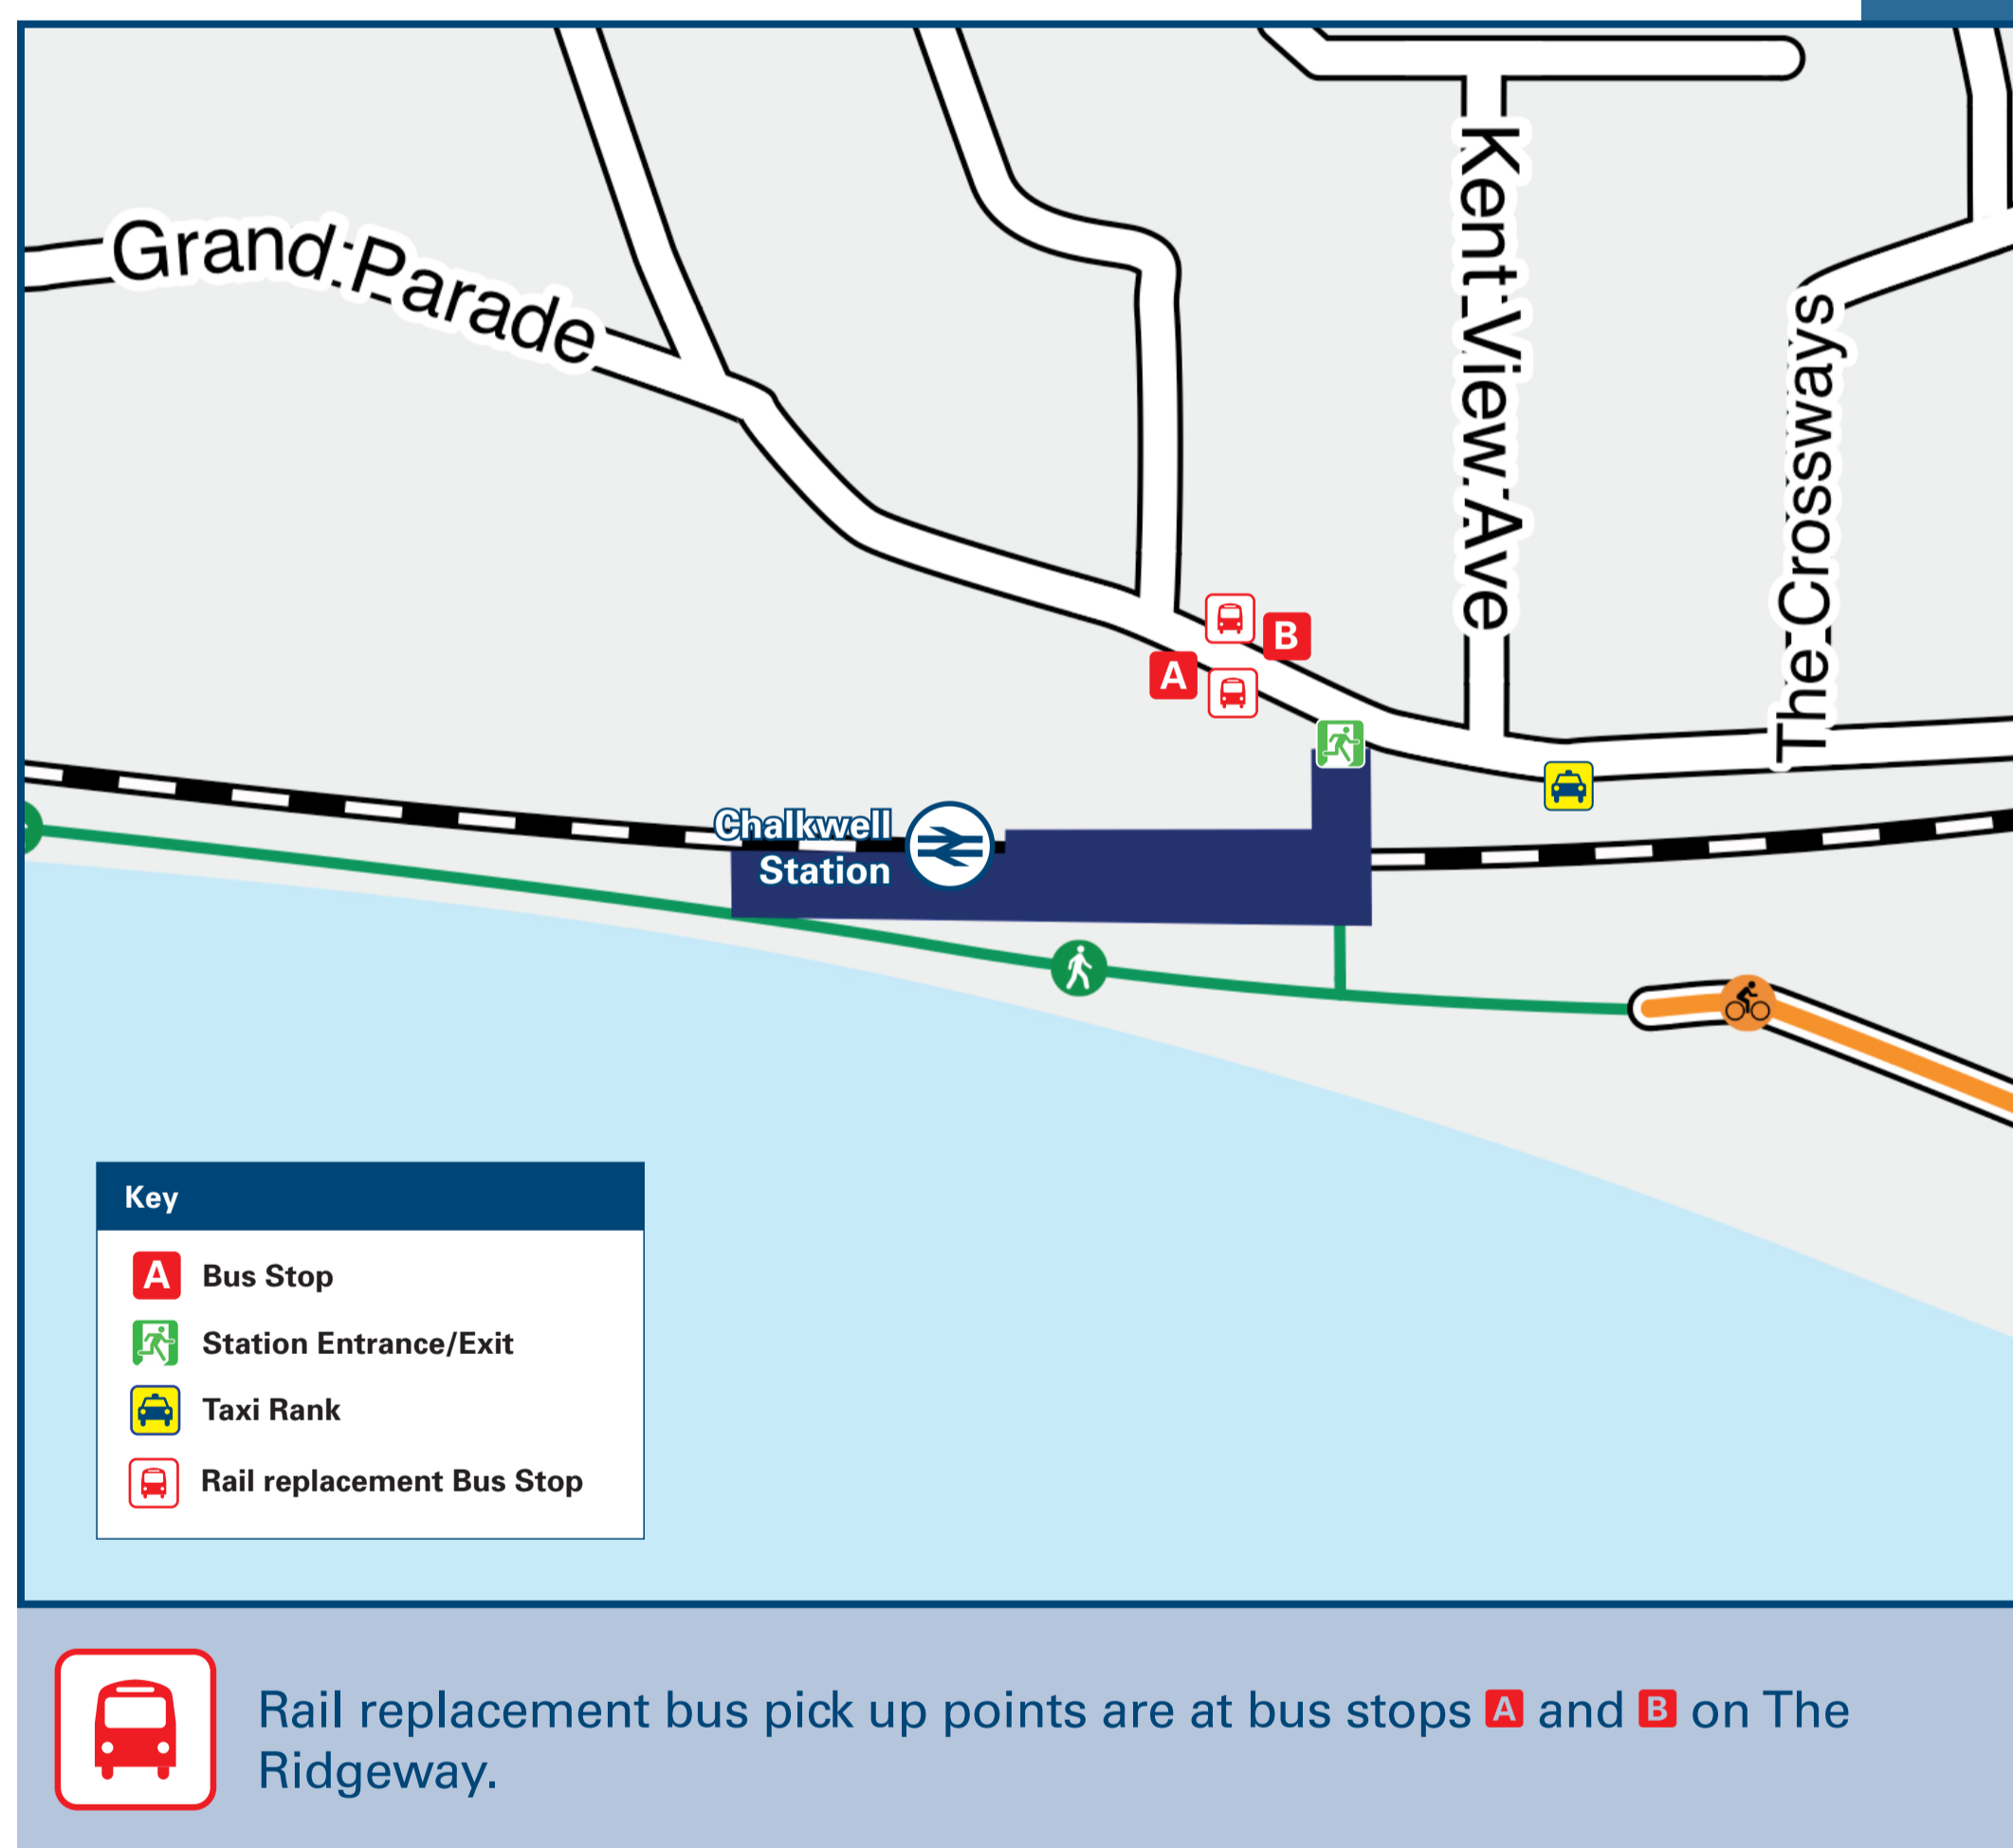 Grand Parade
Kent View Ave
The Crossways
B
A
Chalkwell
Station
Key
A Bus Stop
Station Entrance/Exit
Taxi Rank
Rail replacement Bus Stop
Rail replacement bus pick up points are at bus stops A and B on The
Ridgeway.